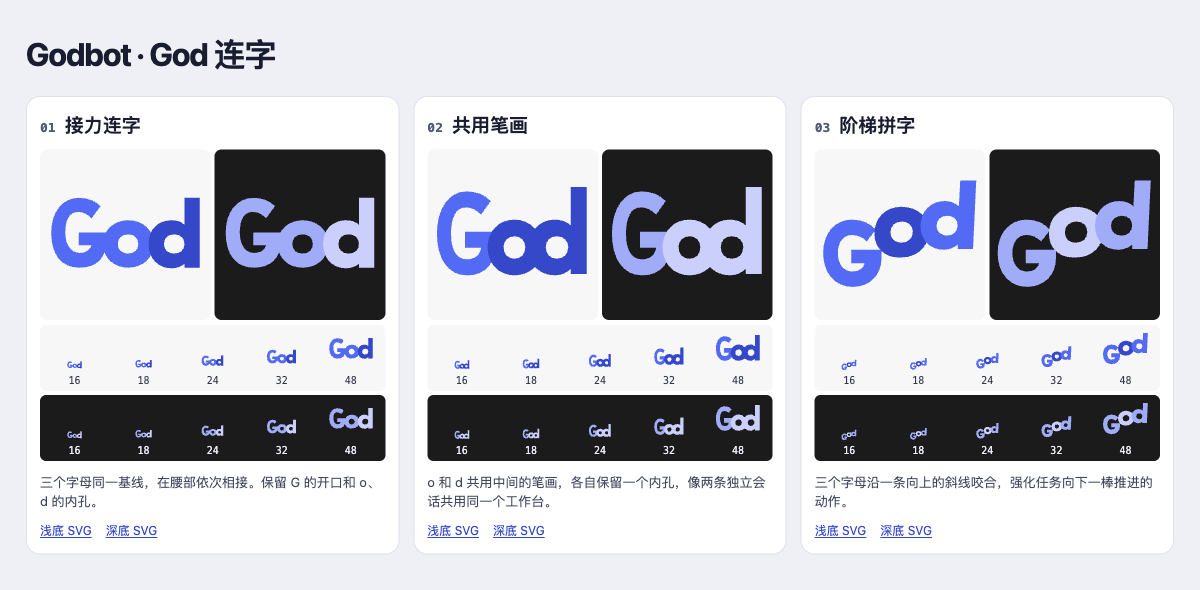 Godbot · God 连字
01 接力连字
God God
God God God God God
16 18 24 32 48
God God God God God
16 18 24 32 48
三个字母同一基线，在腰部依次相接。保留 G 的开口和 o、
d 的内孔。
浅底 SVG 深底 SVG
02 共用笔画
God God
God God God God God
16 18 24 32 48
God God God God God
16 18 24 32 48
o 和 d 共用中间的笔画，各自保留一个内孔，像两条独立会
话共用同一个工作台。
浅底 SVG 深底 SVG
03 阶梯拼字
God God
God God God God God
16 18 24 32 48
God God God God God
16 18 24 32 48
三个字母沿一条向上的斜线咬合，强化任务向下一棒推进的
动作。
浅底 SVG 深底 SVG